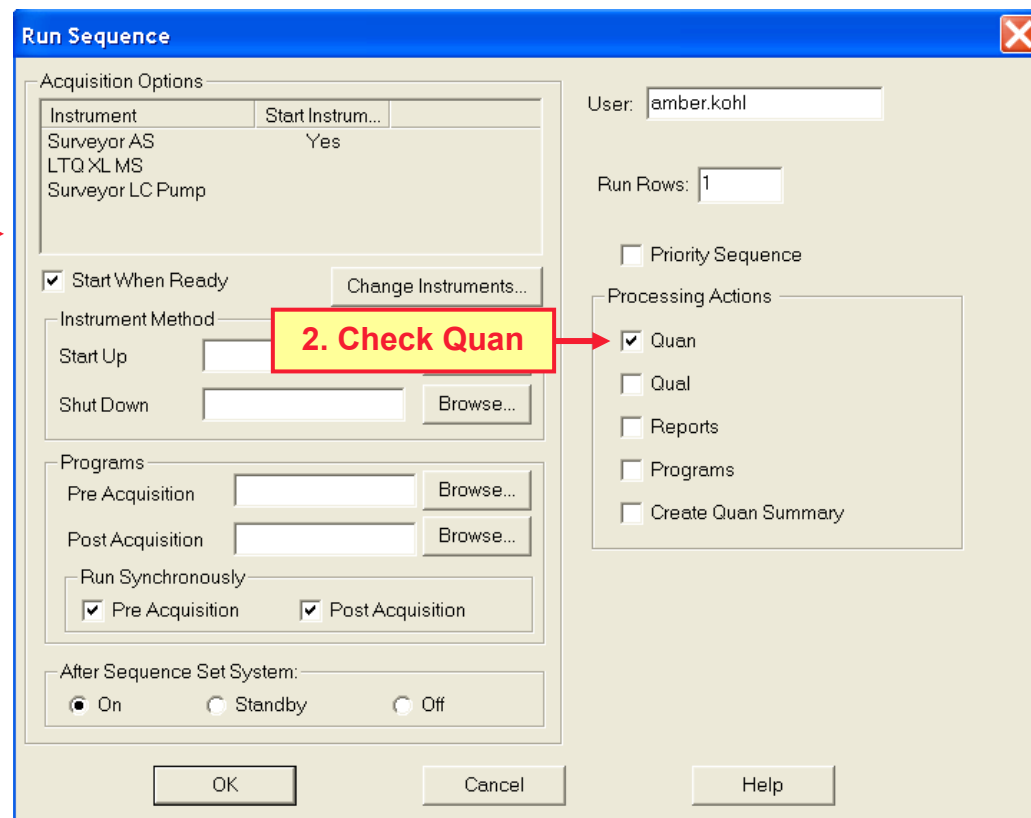 Run Sequence
Acquisition Options
Instrument Start Instrum...
Surveyor AS Yes
LTQ XL MS
Surveyor LC Pump
Start When Ready
Change Instruments...
Instrument Method
Start Up
Shut Down
Browse...
Programs
Pre Acquisition
Browse...
Post Acquisition
Browse...
Run Synchronously
Pre Acquisition Post Acquisition
After Sequence Set System:
On Standby Off
User: amber.kohl
Run Rows: 1
Priority Sequence
Processing Actions
2. Check Quan
Quan
Qual
Reports
Programs
Create Quan Summary
OK Cancel Help